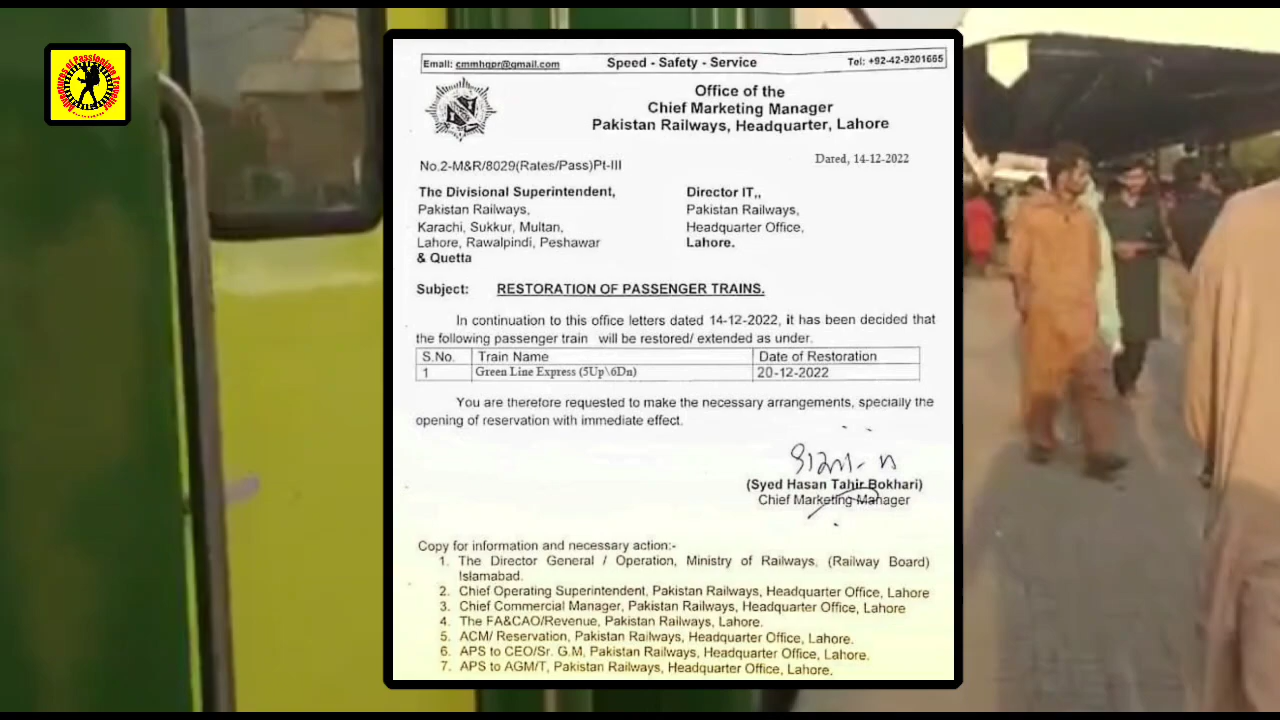 Adventures of Passionate Traveler
Email: cmmhqpr@gmail.com Speed - Safety - Service Tel: +92-42-9201665
Office of the
Chief Marketing Manager
Pakistan Railways, Headquarter, Lahore
No.2-M&R/8029(Rates/Pass)Pt-III Dared, 14-12-2022
The Divisional Superintendent, Director IT,,
Pakistan Railways, Pakistan Railways,
Karachi, Sukkur, Multan, Headquarter Office,
Lahore, Rawalpindi, Peshawar Lahore.
& Quetta
Subject: RESTORATION OF PASSENGER TRAINS.
In continuation to this office letters dated 14-12-2022, it has been decided that
the following passenger train will be restored/ extended as under.
S.No. Train Name Date of Restoration
1 Green Line Express (5Up\6Dn) 20-12-2022
You are therefore requested to make the necessary arrangements, specially the
opening of reservation with immediate effect.
(Syed Hasan Tahir Bokhari)
Chief Marketing Manager
Copy for information and necessary action:-
1. The Director General / Operation, Ministry of Railways, (Railway Board)
Islamabad.
2. Chief Operating Superintendent, Pakistan Railways, Headquarter Office, Lahore
3. Chief Commercial Manager, Pakistan Railways, Headquarter Office, Lahore
4. The FA&CAO/Revenue, Pakistan Railways, Lahore.
5. ACM/ Reservation, Pakistan Railways, Headquarter Office, Lahore.
6. APS to CEO/Sr. G.M, Pakistan Railways, Headquarter Office, Lahore.
7. APS to AGM/T, Pakistan Railways, Headquarter Office, Lahore.